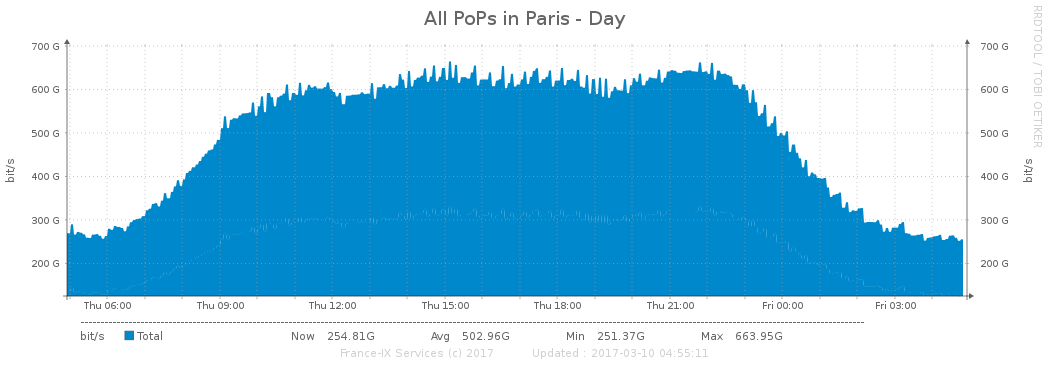 All PoPs in Paris - Day
RRDTOOL / TOBI OETIKER
700 G 700 G
600 G 600 G
500 G 500 G
400 G 400 G
300 G 300 G
200 G 200 G
bit/s bit/s
Thu 06:00 Thu 09:00 Thu 12:00 Thu 15:00 Thu 18:00 Thu 21:00 Fri 00:00 Fri 03:00
bit/s Total Now 254.81G Avg 502.96G Min 251.37G Max 663.95G
France-IX Services (c) 2017 Updated : 2017-03-10 04:55:11